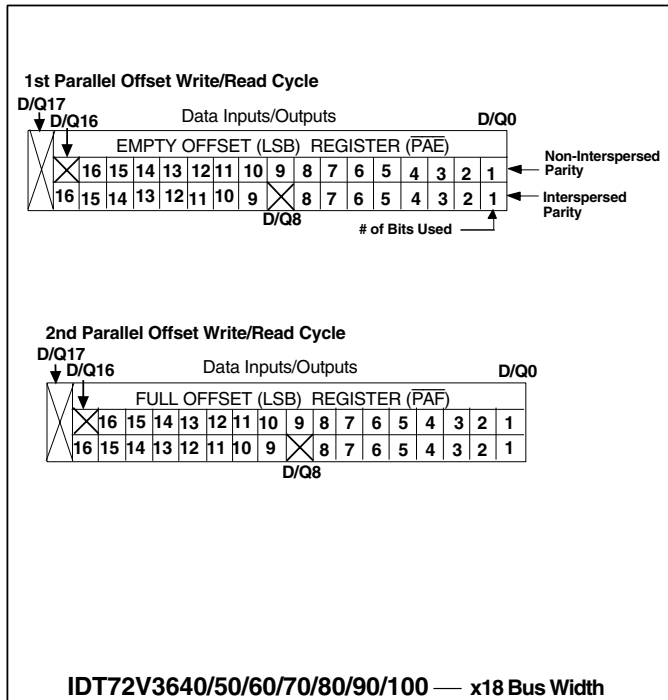 1st Parallel Offset Write/Read Cycle
D/Q17
D/Q16
Data Inputs/Outputs
D/Q0
EMPTY OFFSET (LSB) REGISTER (PAE)
16 15 14 13 12 11 10 9 8 7 6 5 4 3 2 1
Non-Interspersed Parity
16 15 14 13 12 11 10 9 8 7 6 5 4 3 2 1
Interspersed Parity
D/Q8
# of Bits Used
2nd Parallel Offset Write/Read Cycle
D/Q17
D/Q16
Data Inputs/Outputs
D/Q0
FULL OFFSET (LSB) REGISTER (PAF)
16 15 14 13 12 11 10 9 8 7 6 5 4 3 2 1
16 15 14 13 12 11 10 9 8 7 6 5 4 3 2 1
D/Q8
IDT72V3640/50/60/70/80/90/100 — x18 Bus Width